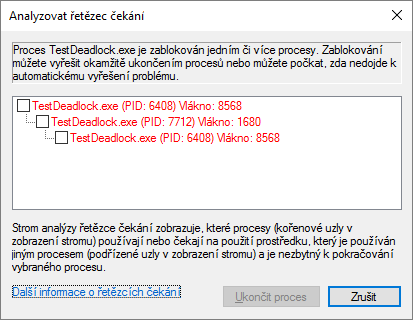 Analyzovat řetězec čekání
Proces TestDeadlock.exe je zablokován jedním či více procesy. Zablokování
můžete vyřešit okamžitě ukončením procesů nebo můžete počkat, zda nedojde k
automatickému vyřešení problému.
TestDeadlock.exe (PID: 6408) Vlákno: 8568
TestDeadlock.exe (PID: 7712) Vlákno: 1680
TestDeadlock.exe (PID: 6408) Vlákno: 8568
Strom analýzy řetězce čekání zobrazuje, které procesy (kořenové uzly v
zobrazení stromu) používají nebo čekají na použití prostředku, který je používán
jiným procesem (podřízené uzly v zobrazení stromu) a je nezbytný k pokračování
vybraného procesu.
Další informace o řetězcích čekání
Ukončit proces
Zrušit